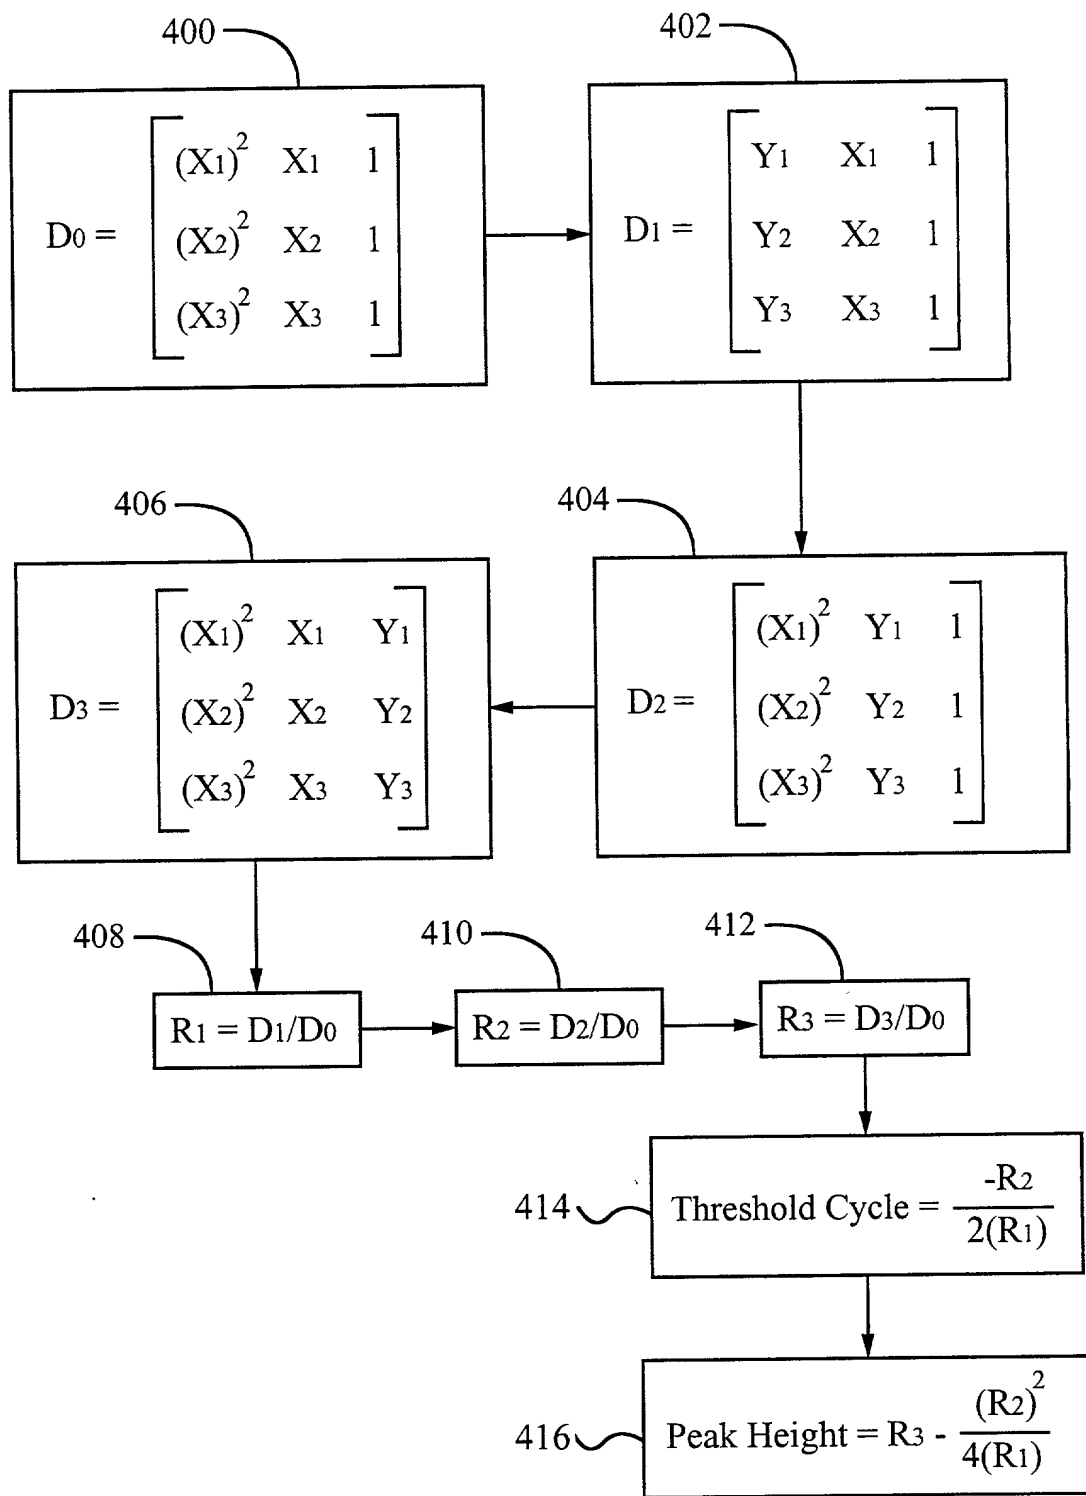 400
D0 = [ (X1)² X1 1
(X2)² X2 1
(X3)² X3 1 ]
402
D1 = [ Y1 X1 1
Y2 X2 1
Y3 X3 1 ]
404
D2 = [ (X1)² Y1 1
(X2)² Y2 1
(X3)² Y3 1 ]
406
D3 = [ (X1)² X1 Y1
(X2)² X2 Y2
(X3)² X3 Y3 ]
408
R1 = D1/D0
410
R2 = D2/D0
412
R3 = D3/D0
414
Threshold Cycle = -R2 / 2(R1)
416
Peak Height = R3 - (R2)² / 4(R1)